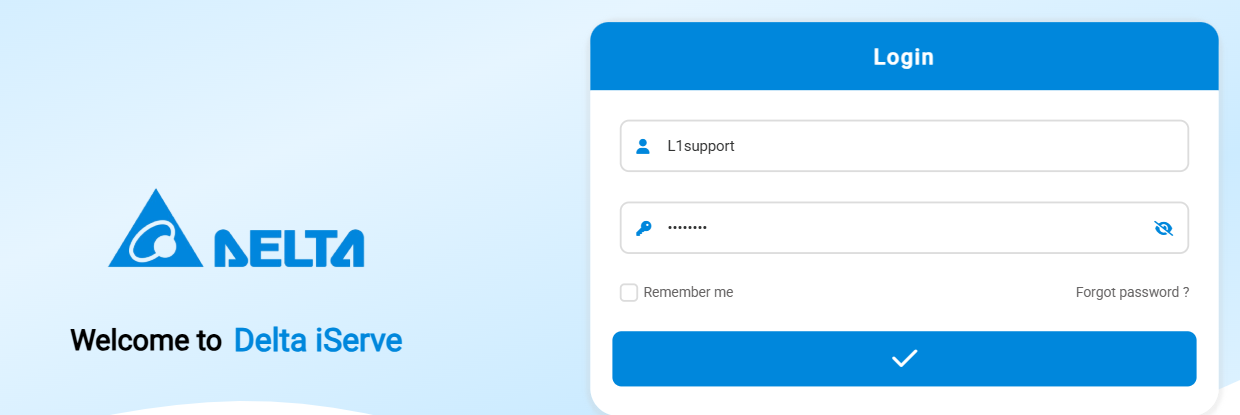 Login
L1support
••••••••
Remember me
Forgot password ?
DELTA
Welcome to Delta iServe